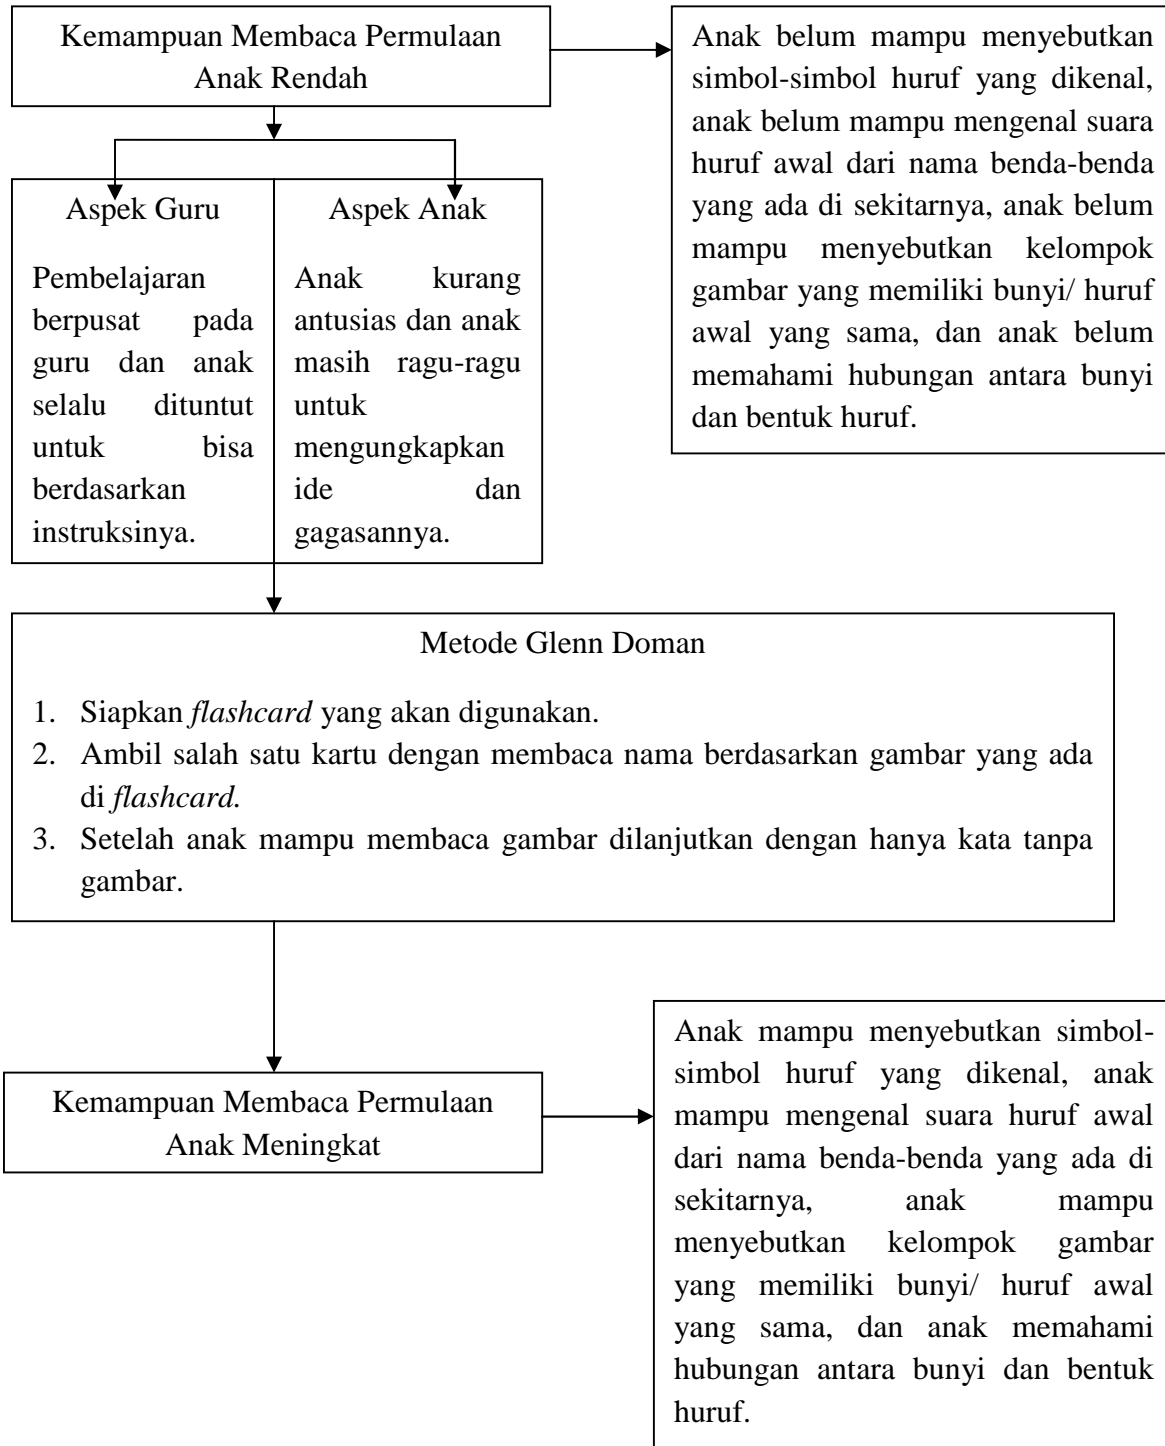 Kemampuan Membaca Permulaan
Anak Rendah
Anak belum mampu menyebutkan
simbol-simbol huruf yang dikenal,
anak belum mampu mengenal suara
huruf awal dari nama benda-benda
yang ada di sekitarnya, anak belum
mampu menyebutkan kelompok
gambar yang memiliki bunyi/ huruf
awal yang sama, dan anak belum
memahami hubungan antara bunyi
dan bentuk huruf.
Aspek Guru
Pembelajaran
berpusat pada
guru dan anak
selalu dituntut
untuk bisa
berdasarkan
instruksinya.
Aspek Anak
Anak kurang
antusias dan anak
masih ragu-ragu
untuk
mengungkapkan
ide dan
gagasannya.
Metode Glenn Doman
1. Siapkan flashcard yang akan digunakan.
2. Ambil salah satu kartu dengan membaca nama berdasarkan gambar yang ada
di flashcard.
3. Setelah anak mampu membaca gambar dilanjutkan dengan hanya kata tanpa
gambar.
Kemampuan Membaca Permulaan
Anak Meningkat
Anak mampu menyebutkan simbol-
simbol huruf yang dikenal, anak
mampu mengenal suara huruf awal
dari nama benda-benda yang ada di
sekitarnya, anak mampu
menyebutkan kelompok gambar
yang memiliki bunyi/ huruf awal
yang sama, dan anak memahami
hubungan antara bunyi dan bentuk
huruf.